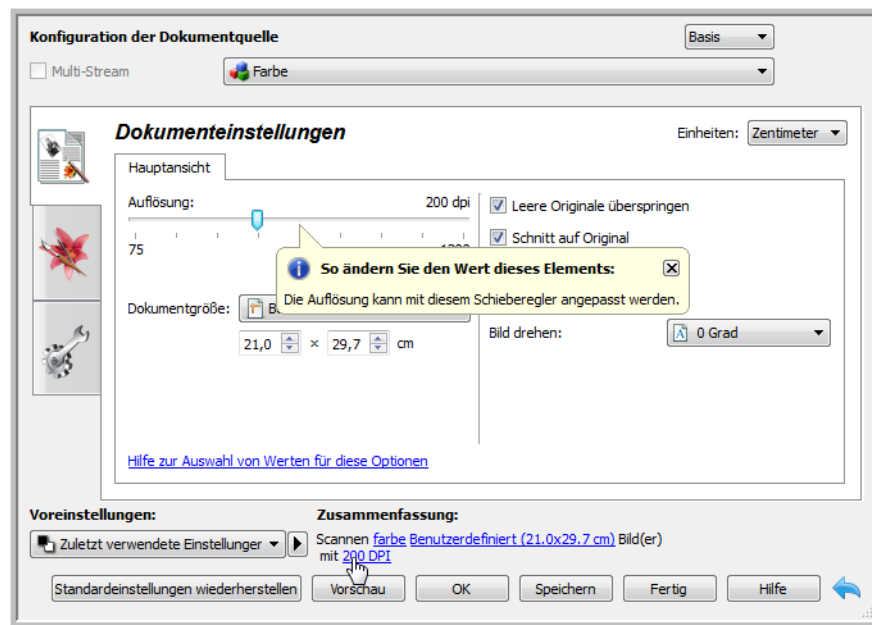 Konfiguration der Dokumentquelle
Basis
Multi-Stream
Farbe
Dokumenteinstellungen
Einheiten: Zentimeter
Hauptansicht
Auflösung: 200 dpi
75
Leere Originale überspringen
Schnitt auf Original
So ändern Sie den Wert dieses Elements:
Die Auflösung kann mit diesem Schieberegler angepasst werden.
Dokumentgröße:
21,0 × 29,7 cm
Bild drehen: 0 Grad
Hilfe zur Auswahl von Werten für diese Optionen
Voreinstellungen:
Zuletzt verwendete Einstellungen
Zusammenfassung:
Scannen farbe Benutzerdefiniert (21.0x29.7 cm) Bild(er)
mit 200 DPI
Standardeinstellungen wiederherstellen Vorschau OK Speichern Fertig Hilfe